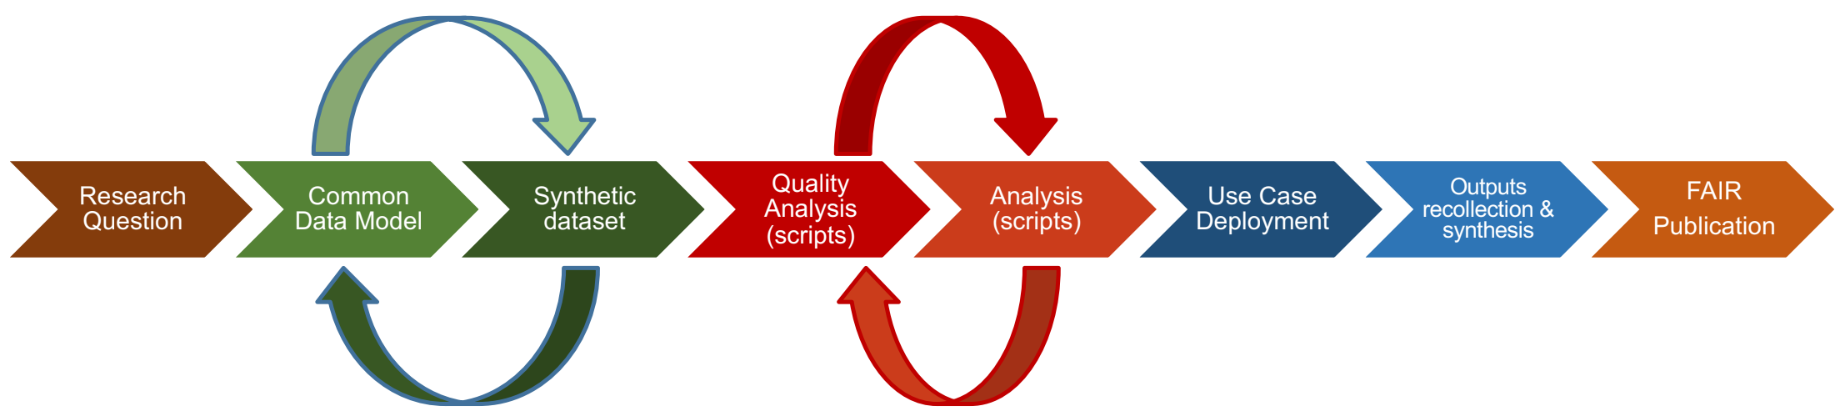 Research
Question
Common
Data Model
Synthetic
dataset
Quality
Analysis
(scripts)
Analysis
(scripts)
Use Case
Deployment
Outputs
recollection &
synthesis
FAIR
Publication